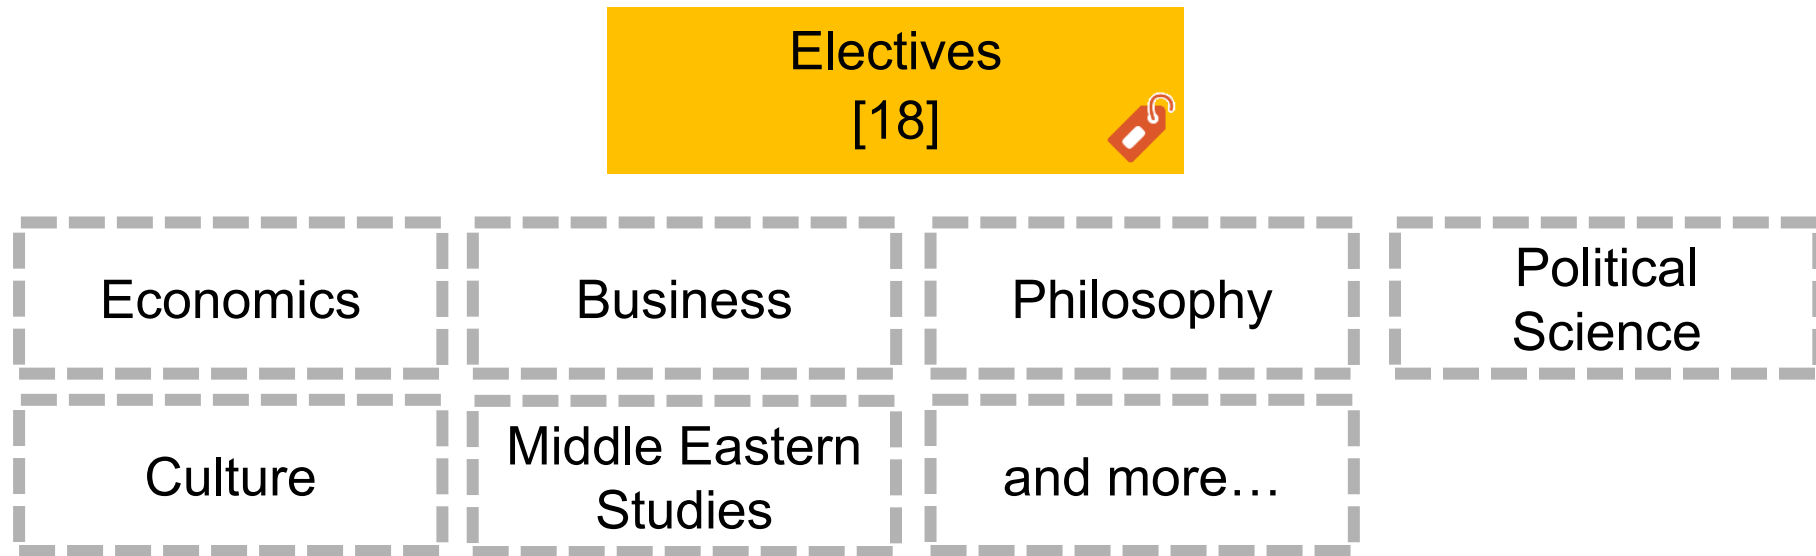 Electives
[18]
Economics
Business
Philosophy
Political
Science
Culture
Middle Eastern
Studies
and more…